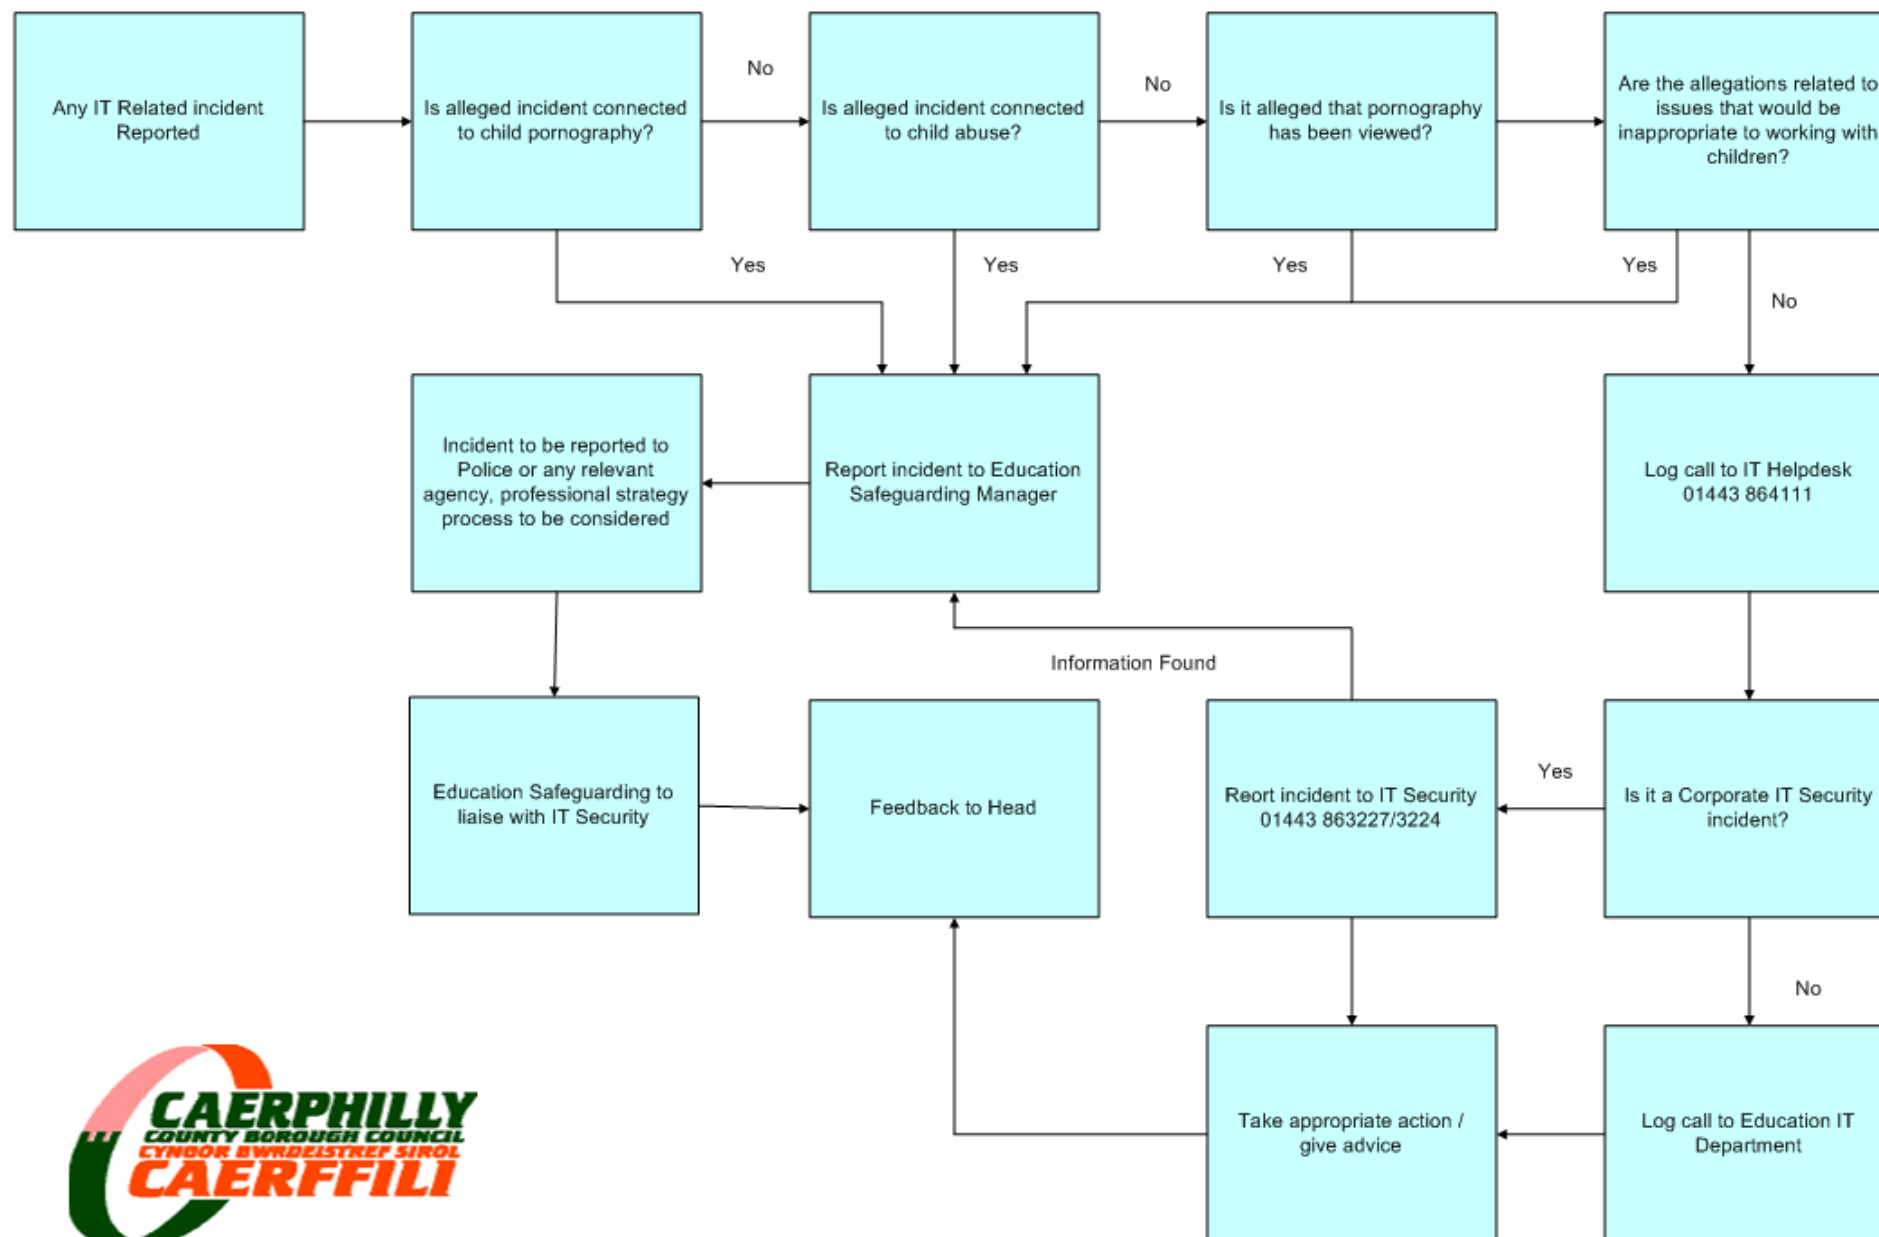 Any IT Related incident
Reported
Is alleged incident connected
to child pornography?
No
Is alleged incident connected
to child abuse?
No
Is it alleged that pornography
has been viewed?
Are the allegations related to
issues that would be
inappropriate to working with
children?
Yes
Yes
Yes
Yes
No
Incident to be reported to
Police or any relevant
agency, professional strategy
process to be considered
Report incident to Education
Safeguarding Manager
Log call to IT Helpdesk
01443 864111
Information Found
Education Safeguarding to
liaise with IT Security
Feedback to Head
Reort incident to IT Security
01443 863227/3224
Yes
Is it a Corporate IT Security
incident?
No
Take appropriate action /
give advice
Log call to Education IT
Department
CAERPHILLY
COUNTY BOROUGH COUNCIL
CYNGOR BWRDEISTREF SIROL
CAERFFILI